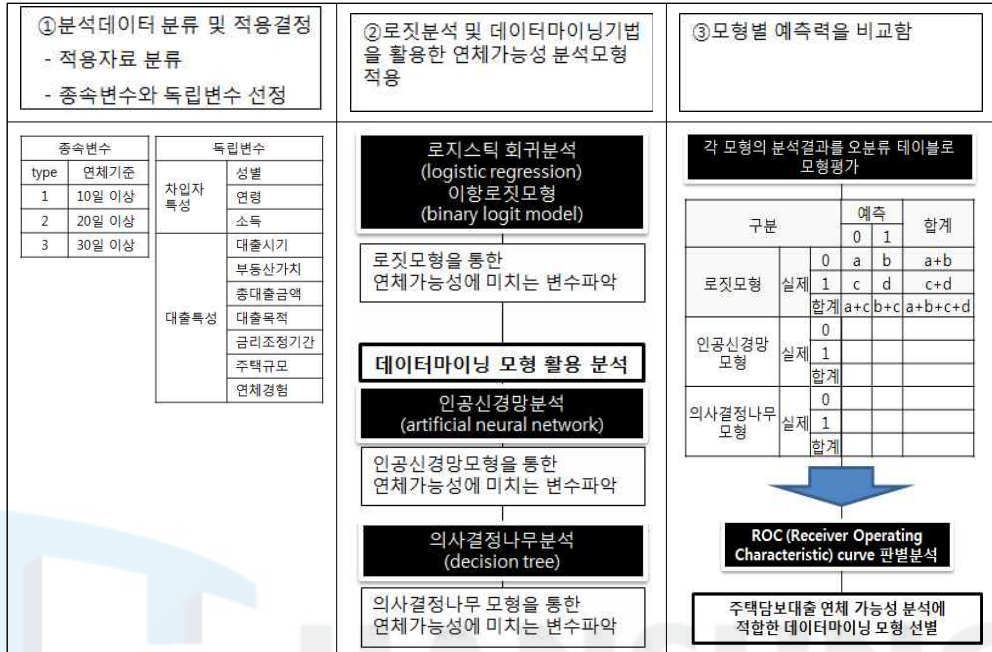 ①분석데이터 분류 및 적용결정
- 적용자료 분류
- 종속변수와 독립변수 선정
②로짓분석 및 데이터마이닝기법
을 활용한 연체가능성 분석모형
적용
③모형별 예측력을 비교함
종속변수
type 연체기준
1 10일 이상
2 20일 이상
3 30일 이상
독립변수
차입자
특성
성별
연령
소득
대출특성
대출시기
부동산가치
총대출금액
대출목적
금리조정기간
주택규모
연체경험
로지스틱 회귀분석
(logistic regression)
이항로짓모형
(binary logit model)
로짓모형을 통한
연체가능성에 미치는 변수파악
데이터마이닝 모형 활용 분석
인공신경망분석
(artificial neural network)
인공신경망모형을 통한
연체가능성에 미치는 변수파악
의사결정나무분석
(decision tree)
의사결정나무 모형을 통한
연체가능성에 미치는 변수파악
각 모형의 분석결과를 오분류 테이블로
모형평가
구분 예측 합계
0 1
로짓모형 실제 0 a b a+b
1 c d c+d
합계 a+c b+c a+b+c+d
인공신경망
모형
실제 0
1
합계
의사결정나무
모형
실제 0
1
합계
ROC (Receiver Operating
Characteristic) curve 판별분석
주택담보대출 연체 가능성 분석에
적합한 데이터마이닝 모형 선별